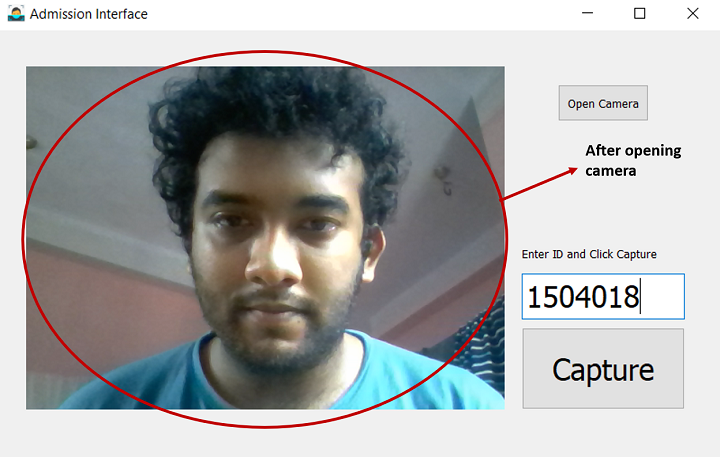 Admission Interface
Open Camera
After opening
camera
Enter ID and Click Capture
1504018
Capture